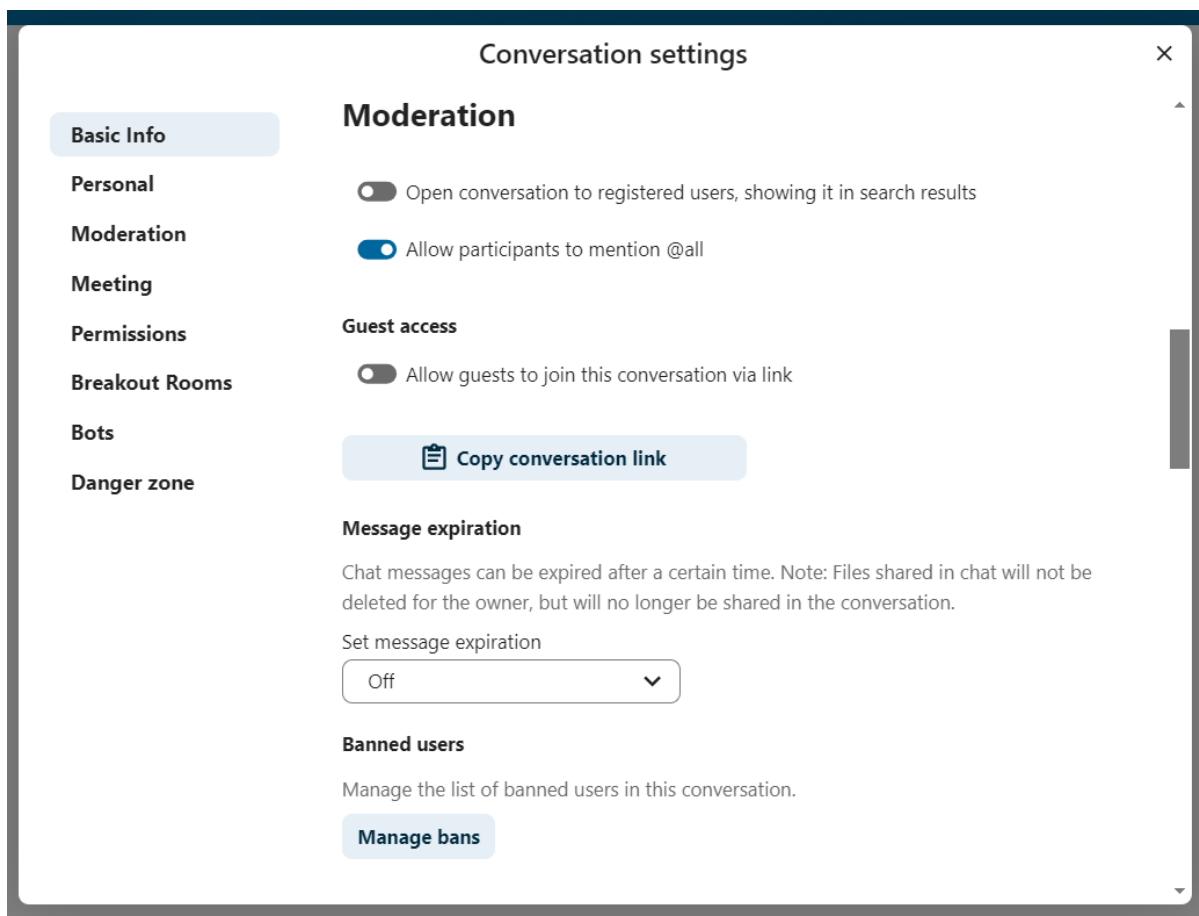 Conversation settings
Basic Info
Personal
Moderation
Meeting
Permissions
Breakout Rooms
Bots
Danger zone
Moderation
Open conversation to registered users, showing it in search results
Allow participants to mention @all
Guest access
Allow guests to join this conversation via link
Copy conversation link
Message expiration
Chat messages can be expired after a certain time. Note: Files shared in chat will not be
deleted for the owner, but will no longer be shared in the conversation.
Set message expiration
Off
Banned users
Manage the list of banned users in this conversation.
Manage bans